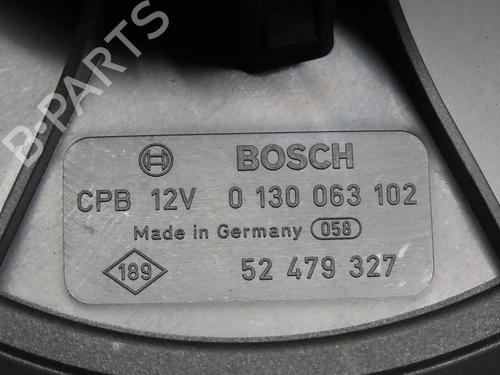 B-PARTS
BOSCH
CPB 12V 0 130 063 102
Made in Germany 058
189 52 479 327